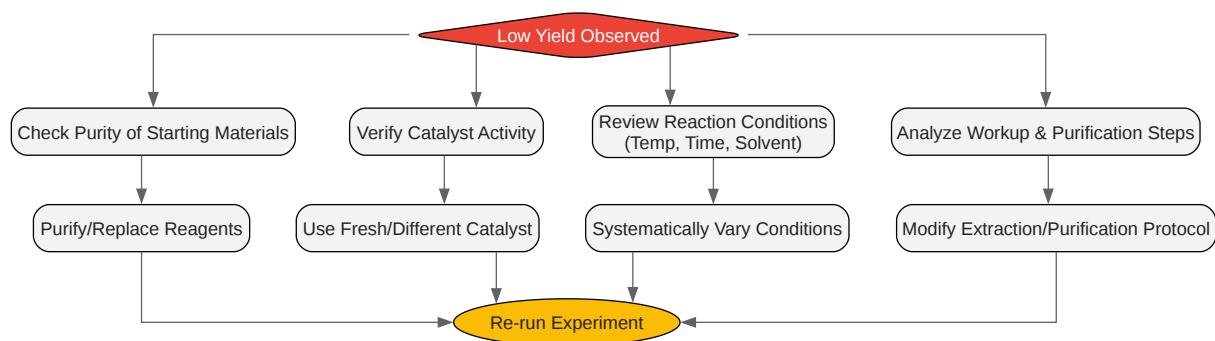 Low Yield Observed
Check Purity of Starting Materials
Verify Catalyst Activity
Review Reaction Conditions
(Temp, Time, Solvent)
Analyze Workup & Purification Steps
Purify/Replace Reagents
Use Fresh/Different Catalyst
Systematically Vary Conditions
Modify Extraction/Purification Protocol
Re-run Experiment